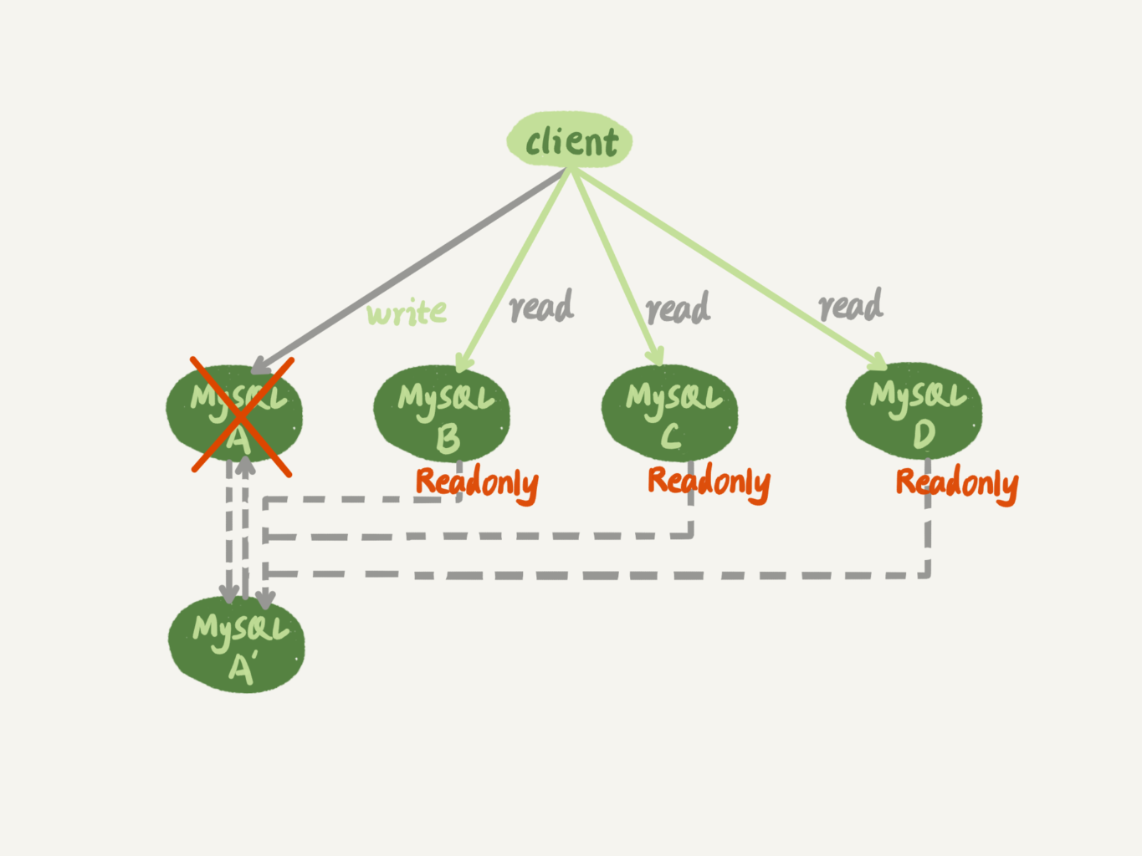 client
write
read
read
read
MySQL
A
MySQL
B
MySQL
C
MySQL
D
Readonly
Readonly
Readonly
MySQL
A'